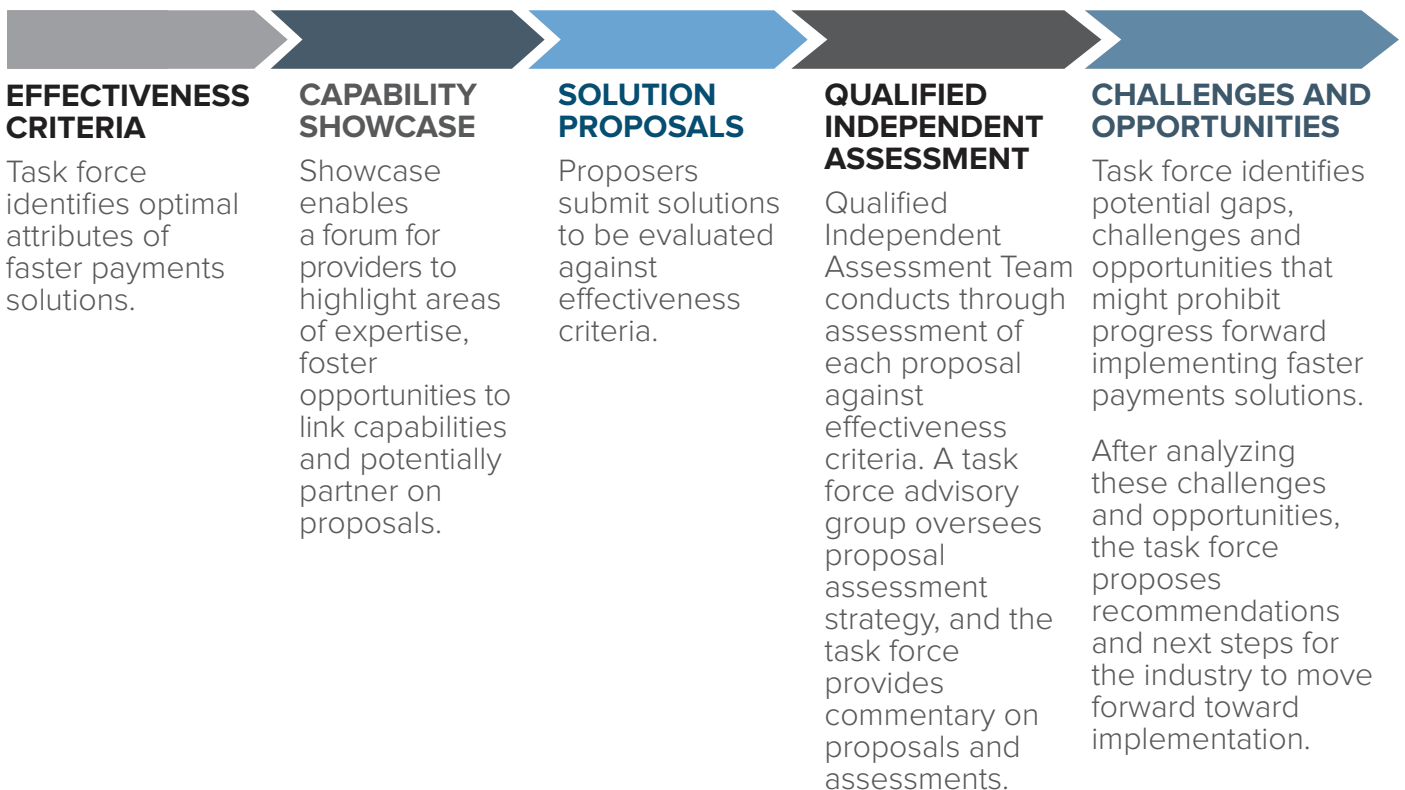 EFFECTIVENESS
CRITERIA
Task force
identifies optimal
attributes of
faster payments
solutions.
CAPABILITY
SHOWCASE
Showcase
enables
a forum for
providers to
highlight areas
of expertise,
foster
opportunities to
link capabilities
and potentially
partner on
proposals.
SOLUTION
PROPOSALS
Proposers
submit solutions
to be evaluated
against
effectiveness
criteria.
QUALIFIED
INDEPENDENT
ASSESSMENT
Qualified
Independent
Assessment Team
conducts through
assessment of
each proposal
against
effectiveness
criteria. A task
force advisory
group oversees
proposal
assessment
strategy, and the
task force
provides
commentary on
proposals and
assessments.
CHALLENGES AND
OPPORTUNITIES
Task force identifies
potential gaps,
challenges and
opportunities that
might prohibit
progress forward
implementing faster
payments solutions.
After analyzing
these challenges
and opportunities,
the task force
proposes
recommendations
and next steps for
the industry to move
forward toward
implementation.